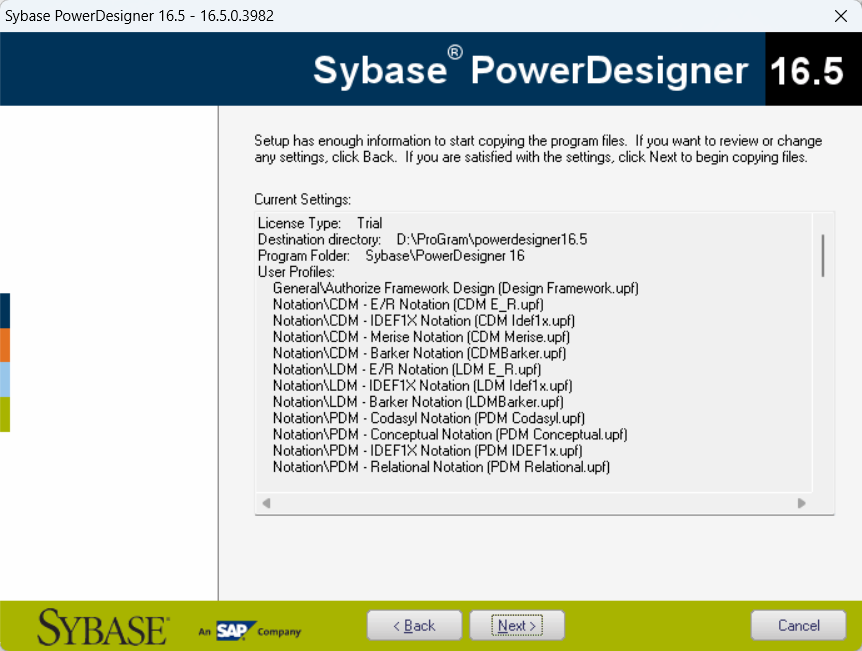 Sybase PowerDesigner 16.5 - 16.5.0.3982
Sybase® PowerDesigner 16.5
Setup has enough information to start copying the program files. If you want to review or change
any settings, click Back. If you are satisfied with the settings, click Next to begin copying files.
Current Settings:
License Type: Trial
Destination directory: D:\ProGram\powerdesigner16.5
Program Folder: Sybase\PowerDesigner 16
User Profiles:
General\Authorize Framework Design (Design Framework.upf)
Notation\CDM - E/R Notation (CDM E_R.upf)
Notation\CDM - IDEF1X Notation (CDM Idef1x.upf)
Notation\CDM - Merise Notation (CDM Merise.upf)
Notation\CDM - Barker Notation (CDMBarker.upf)
Notation\LDM - E/R Notation (LDM E_R.upf)
Notation\LDM - IDEF1X Notation (LDM Idef1x.upf)
Notation\LDM - Barker Notation (LDMBarker.upf)
Notation\PDM - Codasyl Notation (PDM Codasyl.upf)
Notation\PDM - Conceptual Notation (PDM Conceptual.upf)
Notation\PDM - IDEF1X Notation (PDM IDEF1x.upf)
Notation\PDM - Relational Notation (PDM Relational.upf)
SYBASE® An SAP Company < Back Next > Cancel